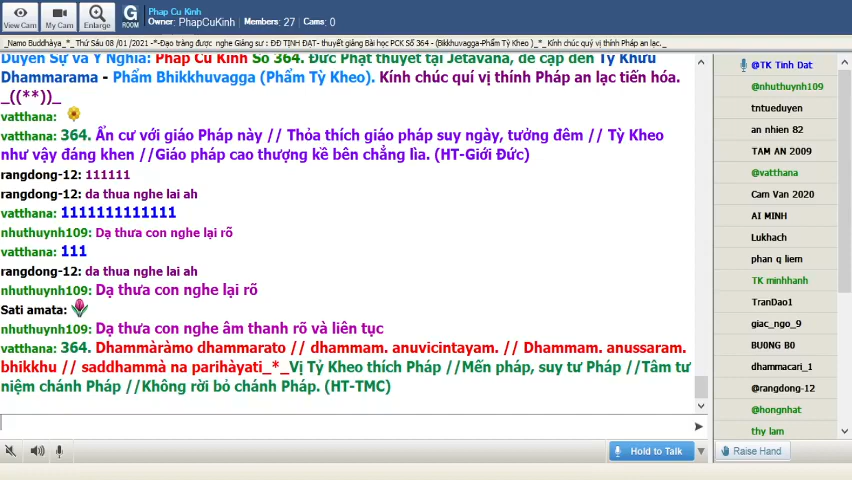 Phap Cu Kinh
Owner: PhapCuKinh Members: 27 Cams: 0
View Cam
My Cam
Enlarge
G
ROOM
_Namo Buddhàya_*_ Thứ Sáu 08 /01 /2021 -*-Đạo tràng được nghe Giảng sư : ĐĐ TỊNH ĐẠT- thuyết giảng Bài học PCK Số 364 - (Bikkhuvagga-Phẩm Tỳ Kheo )_*_ Kính chúc quý vị thính Pháp an lạc._
Duyên Sự và Ý Nghĩa: Pháp Cú Kinh Số 364. Đức Phật thuyết tại Jetavana, đề cập đến Tỳ Khưu
Dhammarama - Phẩm Bhikkhuvagga (Phẩm Tỳ Kheo). Kính chúc quí vị thính Pháp an lạc tiến hóa.
_((**))_
vatthana:
vatthana: 364. Ẩn cư với giáo Pháp này // Thỏa thích giáo pháp suy ngày, tưởng đêm // Tỳ Kheo
như vậy đáng khen //Giáo pháp cao thượng kề bên chẳng lìa. (HT-Giới Đức)
rangdong-12: 111111
rangdong-12: da thua nghe lai ah
vatthana: 1111111111111
nhuthuynh109: Dạ thưa con nghe lại rõ
vatthana: 111
rangdong-12: da thua nghe lai ah
nhuthuynh109: Dạ thưa con nghe lại rõ
Sati amata:
nhuthuynh109: Dạ thưa con nghe âm thanh rõ và liên tục
vatthana: 364. Dhammàràmo dhammarato // dhammam. anuvicintayam. // Dhammam. anussaram.
bhikkhu // saddhammà na parihàyati_*_Vị Tỷ Kheo thích Pháp //Mến pháp, suy tư Pháp //Tâm tư
niệm chánh Pháp //Không rời bỏ chánh Pháp. (HT-TMC)
@TK Tinh Dat
@nhuthuynh109
tntueduyen
an nhien 82
TAM AN 2009
@vatthana
Cam Van 2020
AI MINH
Lukhach
phan q liem
TK minhhanh
TranDao1
giac_ngo_9
BU0NG B0
dhammacari_1
@rangdong-12
@hongnhat
thy lam
Hold to Talk
Raise Hand